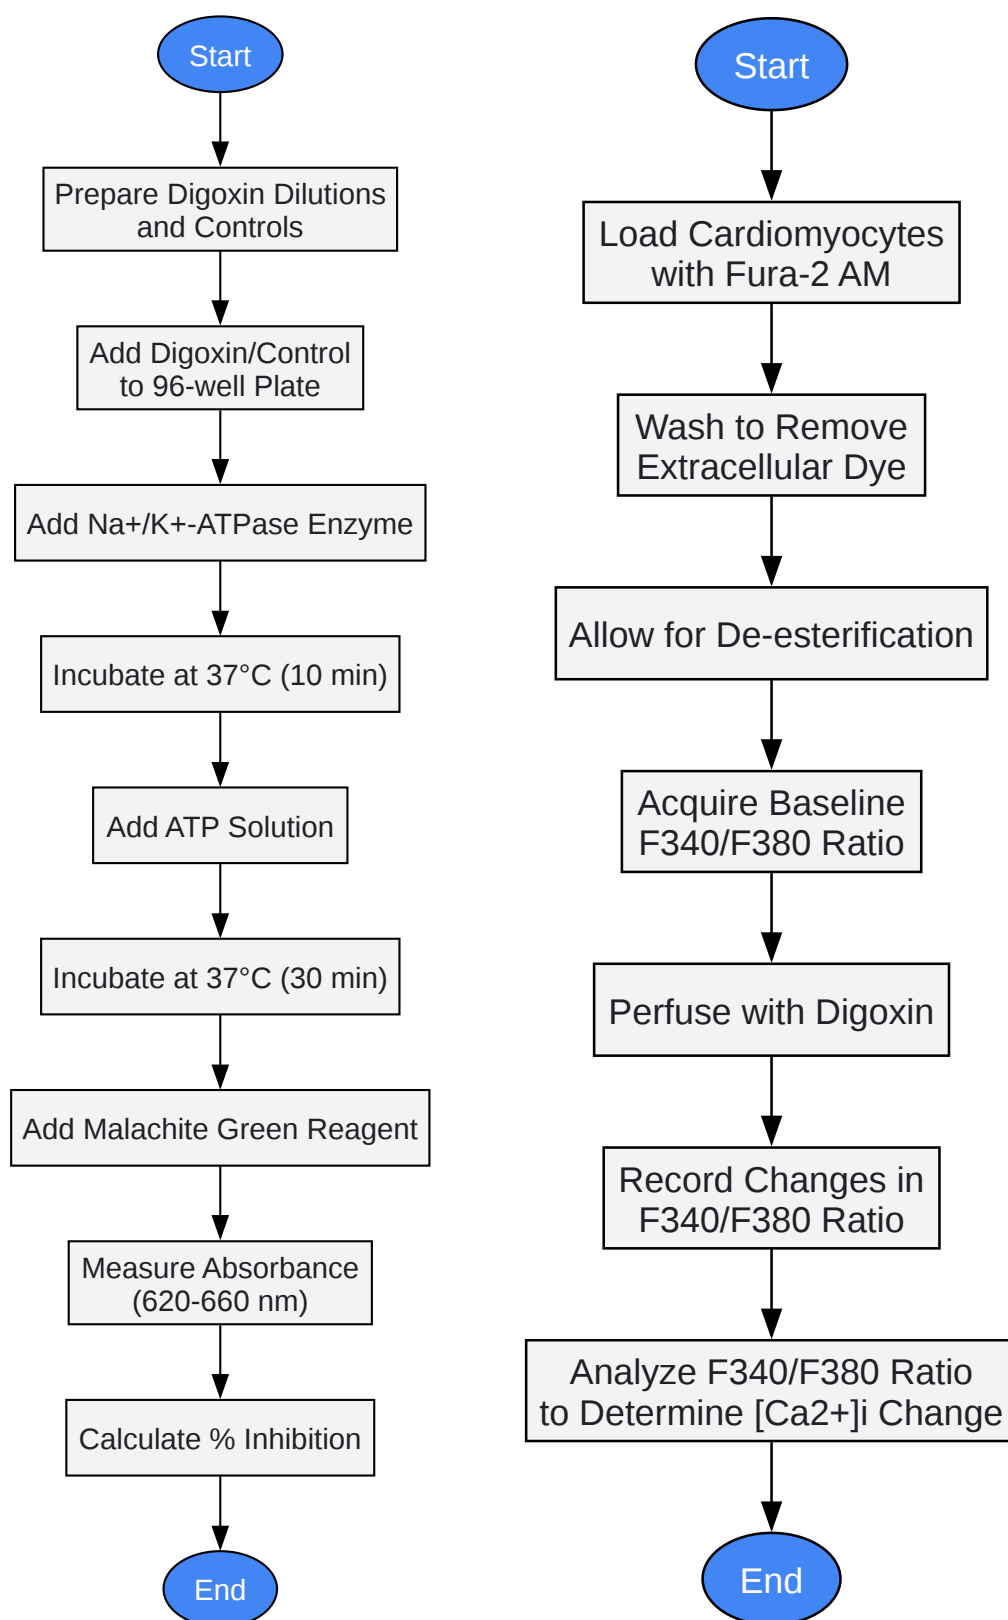 Start
Prepare Digoxin Dilutions
and Controls
Add Digoxin/Control
to 96-well Plate
Add Na+/K+-ATPase Enzyme
Incubate at 37°C (10 min)
Add ATP Solution
Incubate at 37°C (30 min)
Add Malachite Green Reagent
Measure Absorbance
(620-660 nm)
Calculate % Inhibition
End
Start
Load Cardiomyocytes
with Fura-2 AM
Wash to Remove
Extracellular Dye
Allow for De-esterification
Acquire Baseline
F340/F380 Ratio
Perfuse with Digoxin
Record Changes in
F340/F380 Ratio
Analyze F340/F380 Ratio
to Determine [Ca2+]i Change
End